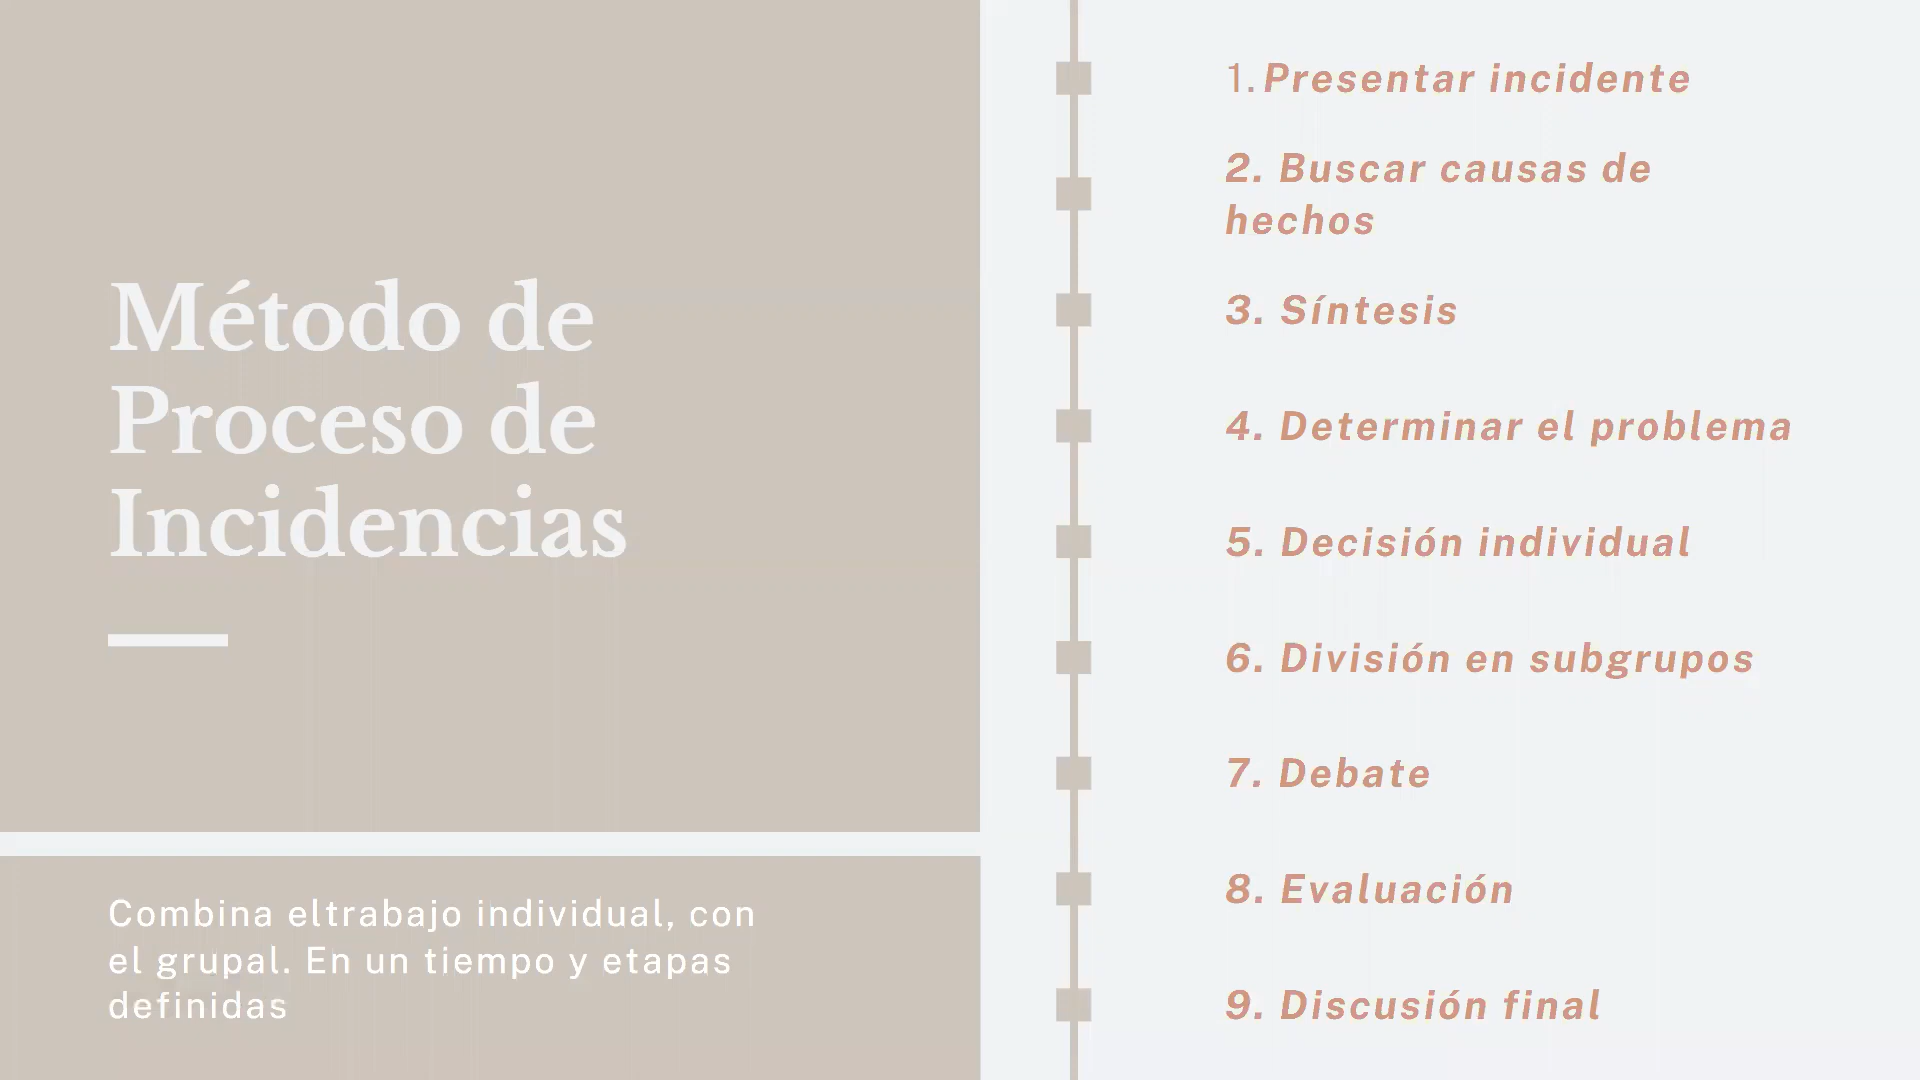 Método de
Proceso de
Incidencias
Combina eltrabajo individual, con
el grupal. En un tiempo y etapas
definidas
1. Presentar incidente
2. Buscar causas de
hechos
3. Síntesis
4. Determinar el problema
5. Decisión individual
6. División en subgrupos
7. Debate
8. Evaluación
9. Discusión final